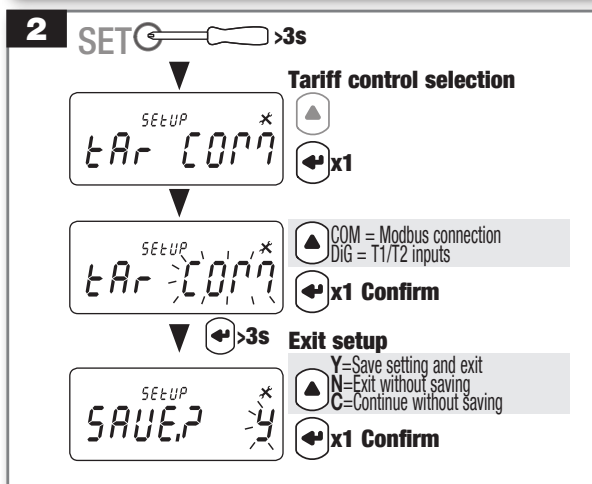 2
SET >3s
Tariff control selection
SEtUP
tAr COM
x1
SEtUP
tAr COM
COM = Modbus connection
DiG = T1/T2 inputs
x1 Confirm
>3s Exit setup
Y=Save setting and exit
N=Exit without saving
C=Continue without saving
SEtUP
SAVE.? y
x1 Confirm